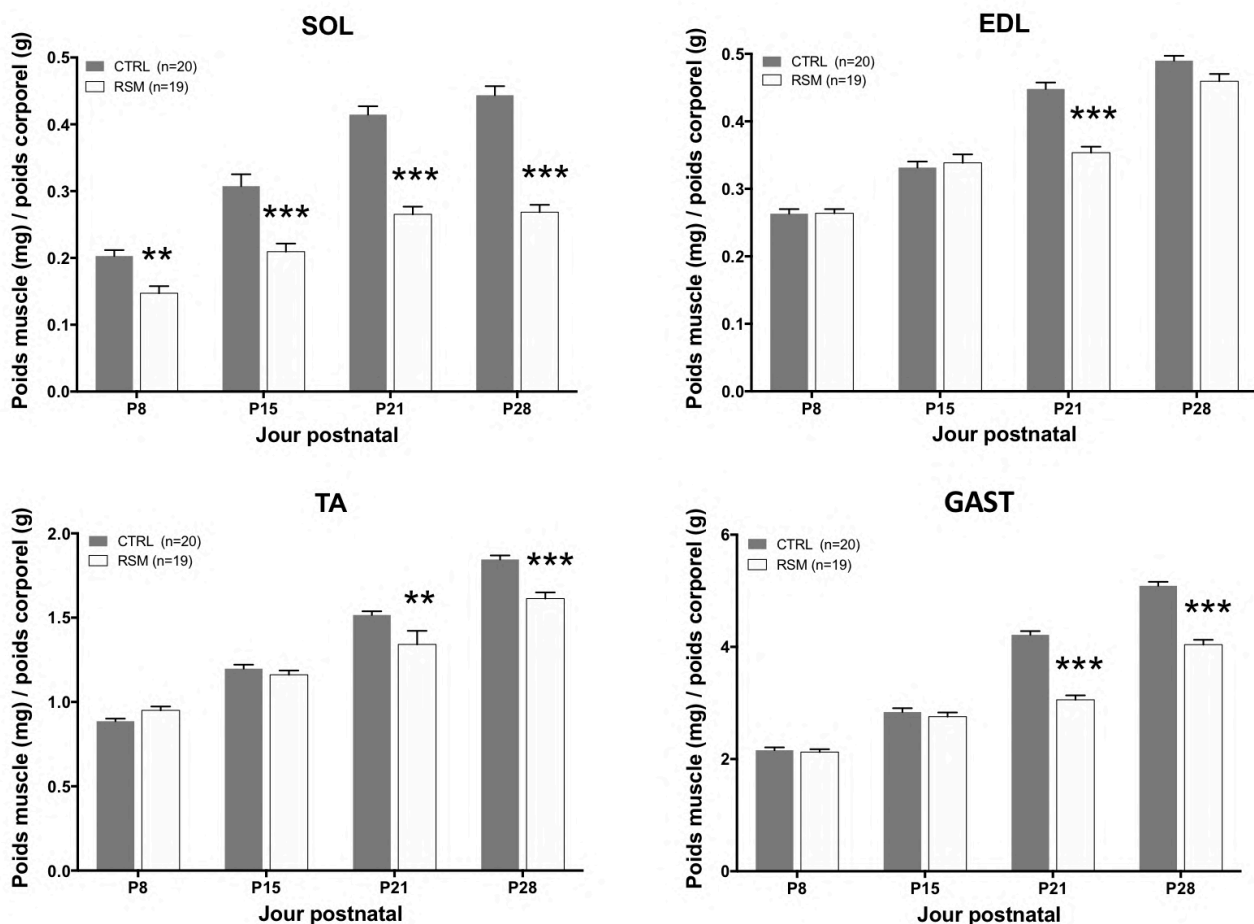 SOL
Poids muscle (mg) / poids corporel (g)
CTRL (n=20)
RSM (n=19)
0.5
0.4
0.3
0.2
0.1
0.0
**
***
***
***
P8
P15
P21
P28
Jour postnatal
EDL
Poids muscle (mg) / poids corporel (g)
CTRL (n=20)
RSM (n=19)
0.5
0.4
0.3
0.2
0.1
0.0
***
P8
P15
P21
P28
Jour postnatal
TA
Poids muscle (mg) / poids corporel (g)
CTRL (n=20)
RSM (n=19)
2.0
1.5
1.0
0.5
0.0
**
***
P8
P15
P21
P28
Jour postnatal
GAST
Poids muscle (mg) / poids corporel (g)
CTRL (n=20)
RSM (n=19)
6
4
2
0
***
***
P8
P15
P21
P28
Jour postnatal